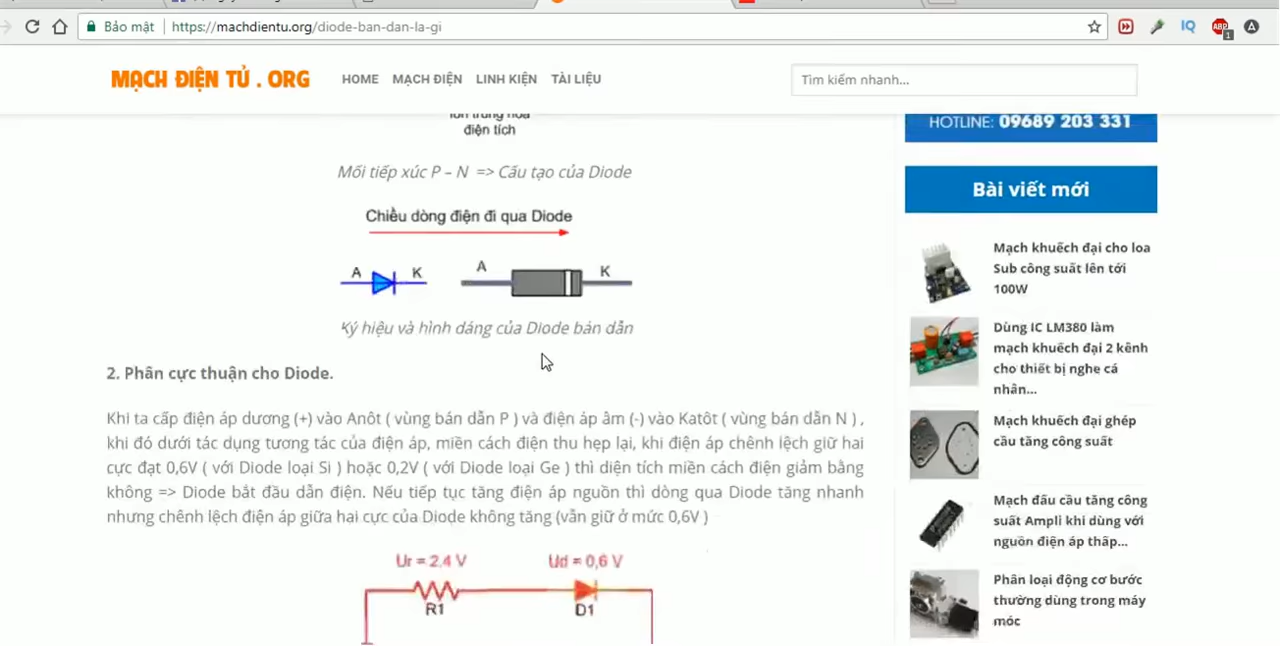 Bảo mật
https://machdientu.org/diode-ban-dan-la-gi
IQ
ABP
1
MẠCH ĐIỆN TỬ . ORG
HOME
MẠCH ĐIỆN
LINH KIỆN
TÀI LIỆU
Tìm kiếm nhanh...
điện tích
Mối tiếp xúc P – N => Cấu tạo của Diode
Chiều dòng điện đi qua Diode
A
K
A
K
Ký hiệu và hình dáng của Diode bán dẫn
2. Phân cực thuận cho Diode.
Khi ta cấp điện áp dương (+) vào Anôt ( vùng bán dẫn P ) và điện áp âm (-) vào Katôt ( vùng bán dẫn N ) ,
khi đó dưới tác dụng tương tác của điện áp, miền cách điện thu hẹp lại, khi điện áp chênh lệch giữ hai
cực đạt 0,6V ( với Diode loại Si ) hoặc 0,2V ( với Diode loại Ge ) thì diện tích miền cách điện giảm bằng
không => Diode bắt đầu dẫn điện. Nếu tiếp tục tăng điện áp nguồn thì dòng qua Diode tăng nhanh
nhưng chênh lệch điện áp giữa hai cực của Diode không tăng (vẫn giữ ở mức 0,6V )
Ur = 2.4 V
Ud = 0,6 V
R1
D1
HOTLINE: 09689 203 331
Bài viết mới
Mạch khuếch đại cho loa
Sub công suất lên tới
100W
Dùng IC LM380 làm
mạch khuếch đại 2 kênh
cho thiết bị nghe cá
nhân...
Mạch khuếch đại ghép
cầu tăng công suất
Mạch đấu cầu tăng công
suất Ampli khi dùng với
nguồn điện áp thấp...
Phân loại động cơ bước
thường dùng trong máy
móc